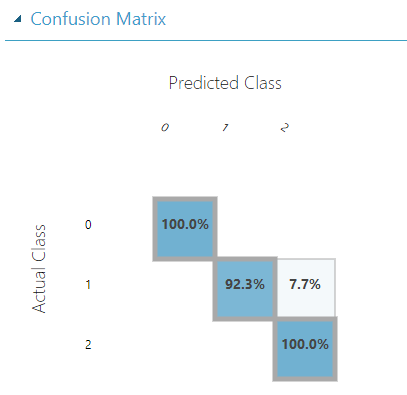 Confusion Matrix
Predicted Class
0 1 2
Actual Class
0 100.0%
1 92.3% 7.7%
2 100.0%